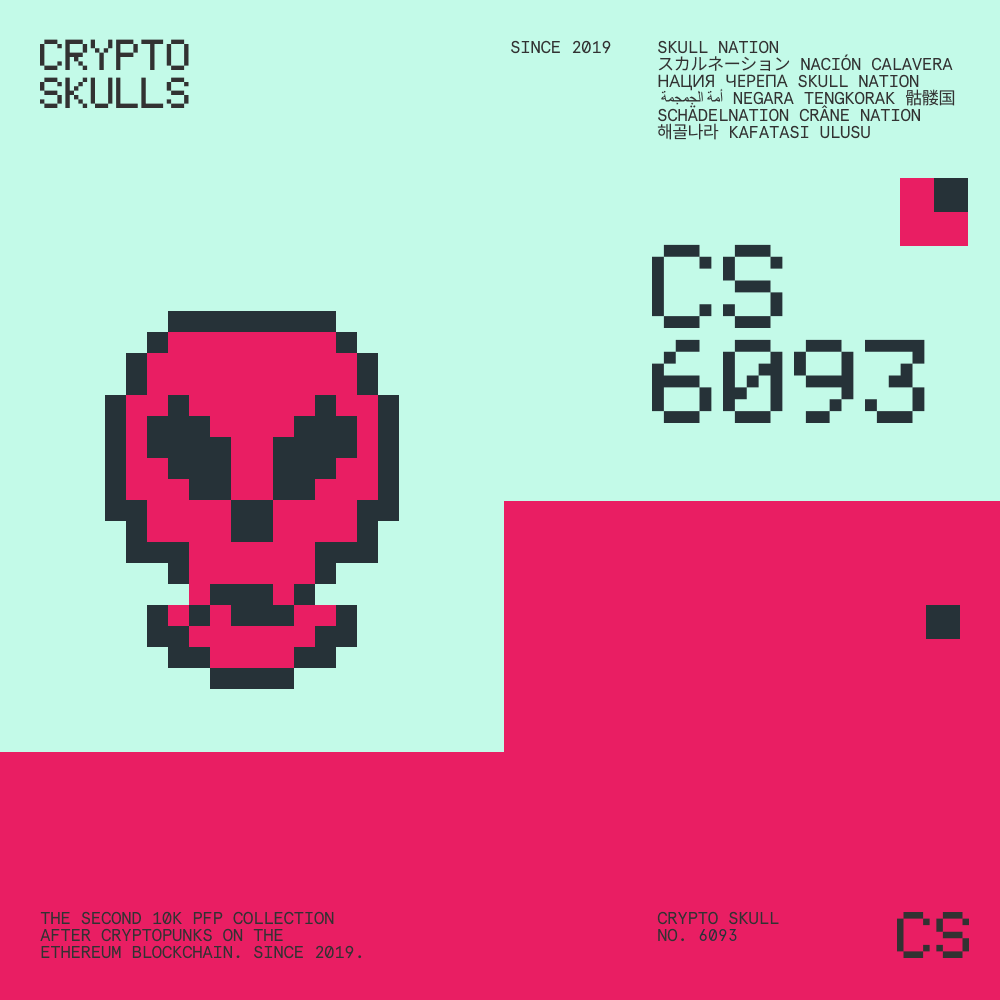 CRYPTO
SKULLS
SINCE 2019
SKULL NATION
スカルネーション NACIÓN CALAVERA
НАЦИЯ ЧЕРЕПА SKULL NATION
أمة الجمجمة NEGARA TENGKORAK 骷髅国
SCHÄDELNATION CRÂNE NATION
해골나라 KAFATASI ULUSU
CS
6093
THE SECOND 10K PFP COLLECTION
AFTER CRYPTOPUNKS ON THE
ETHEREUM BLOCKCHAIN. SINCE 2019.
CRYPTO SKULL
NO. 6093
CS